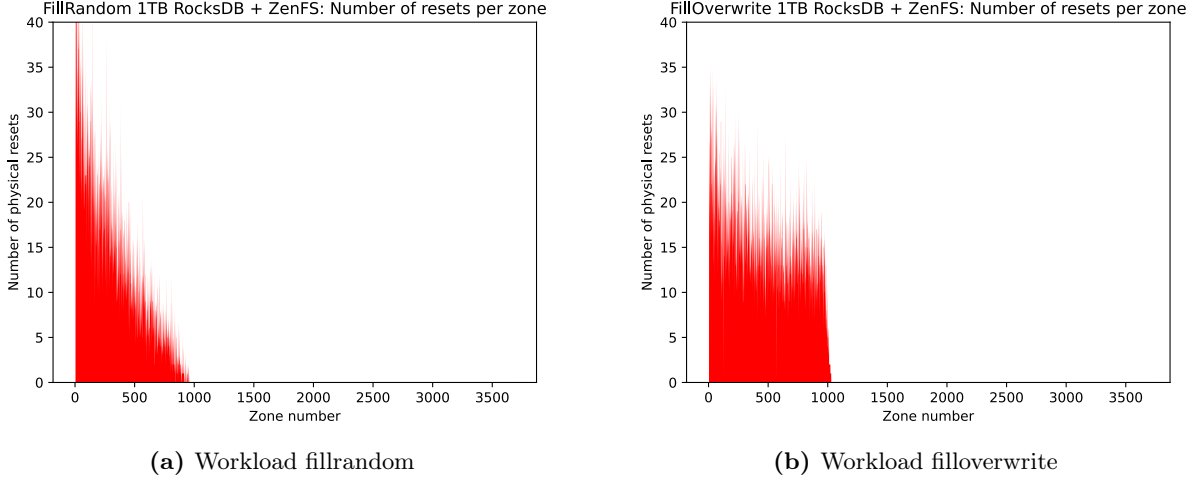 FillRandom 1TB RocksDB + ZenFS: Number of resets per zone
40
35
30
25
20
15
10
5
0
Number of physical resets
0 500 1000 1500 2000 2500 3000 3500
Zone number
(a) Workload fillrandom
FillOverwrite 1TB RocksDB + ZenFS: Number of resets per zone
40
35
30
25
20
15
10
5
0
Number of physical resets
0 500 1000 1500 2000 2500 3000 3500
Zone number
(b) Workload filloverwrite